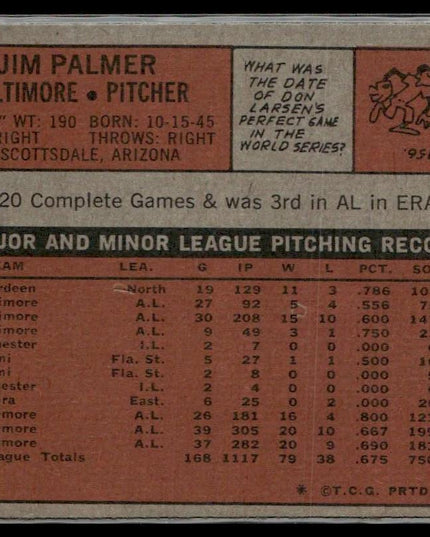 JIM PALMER
LTIMORE • PITCHER
" WT: 190 BORN: 10-15-45
RIGHT THROWS: RIGHT
SCOTTSDALE, ARIZONA
WHAT WAS
THE DATE
OF DON
LARSEN'S
PERFECT GAME
IN THE
WORLD SERIES?
20 Complete Games & was 3rd in AL in ERA
JOR AND MINOR LEAGUE PITCHING RECO
EAM LEA. G IP W L PCT. SO
rdeen North 19 129 11 3 .786 10
timore A.L. 27 92 5 4 .556 7
timore A.L. 30 208 15 10 .600 14
timore A.L. 9 49 3 1 .750 2
hester I.L. 2 7 0 0 .000
mi Fla. St. 5 27 1 1 .500 1
mi Fla. St. 2 8 0 0 .000
hester I.L. 2 4 0 0 .000
ra East. 6 25 0 2 .000 2
imore A.L. 26 181 16 4 .800 12
imore A.L. 39 305 20 10 .667 19
imore A.L. 37 282 20 9 .690 18
ague Totals 168 1117 79 38 .675 75
* ©T.C.G. PRTD